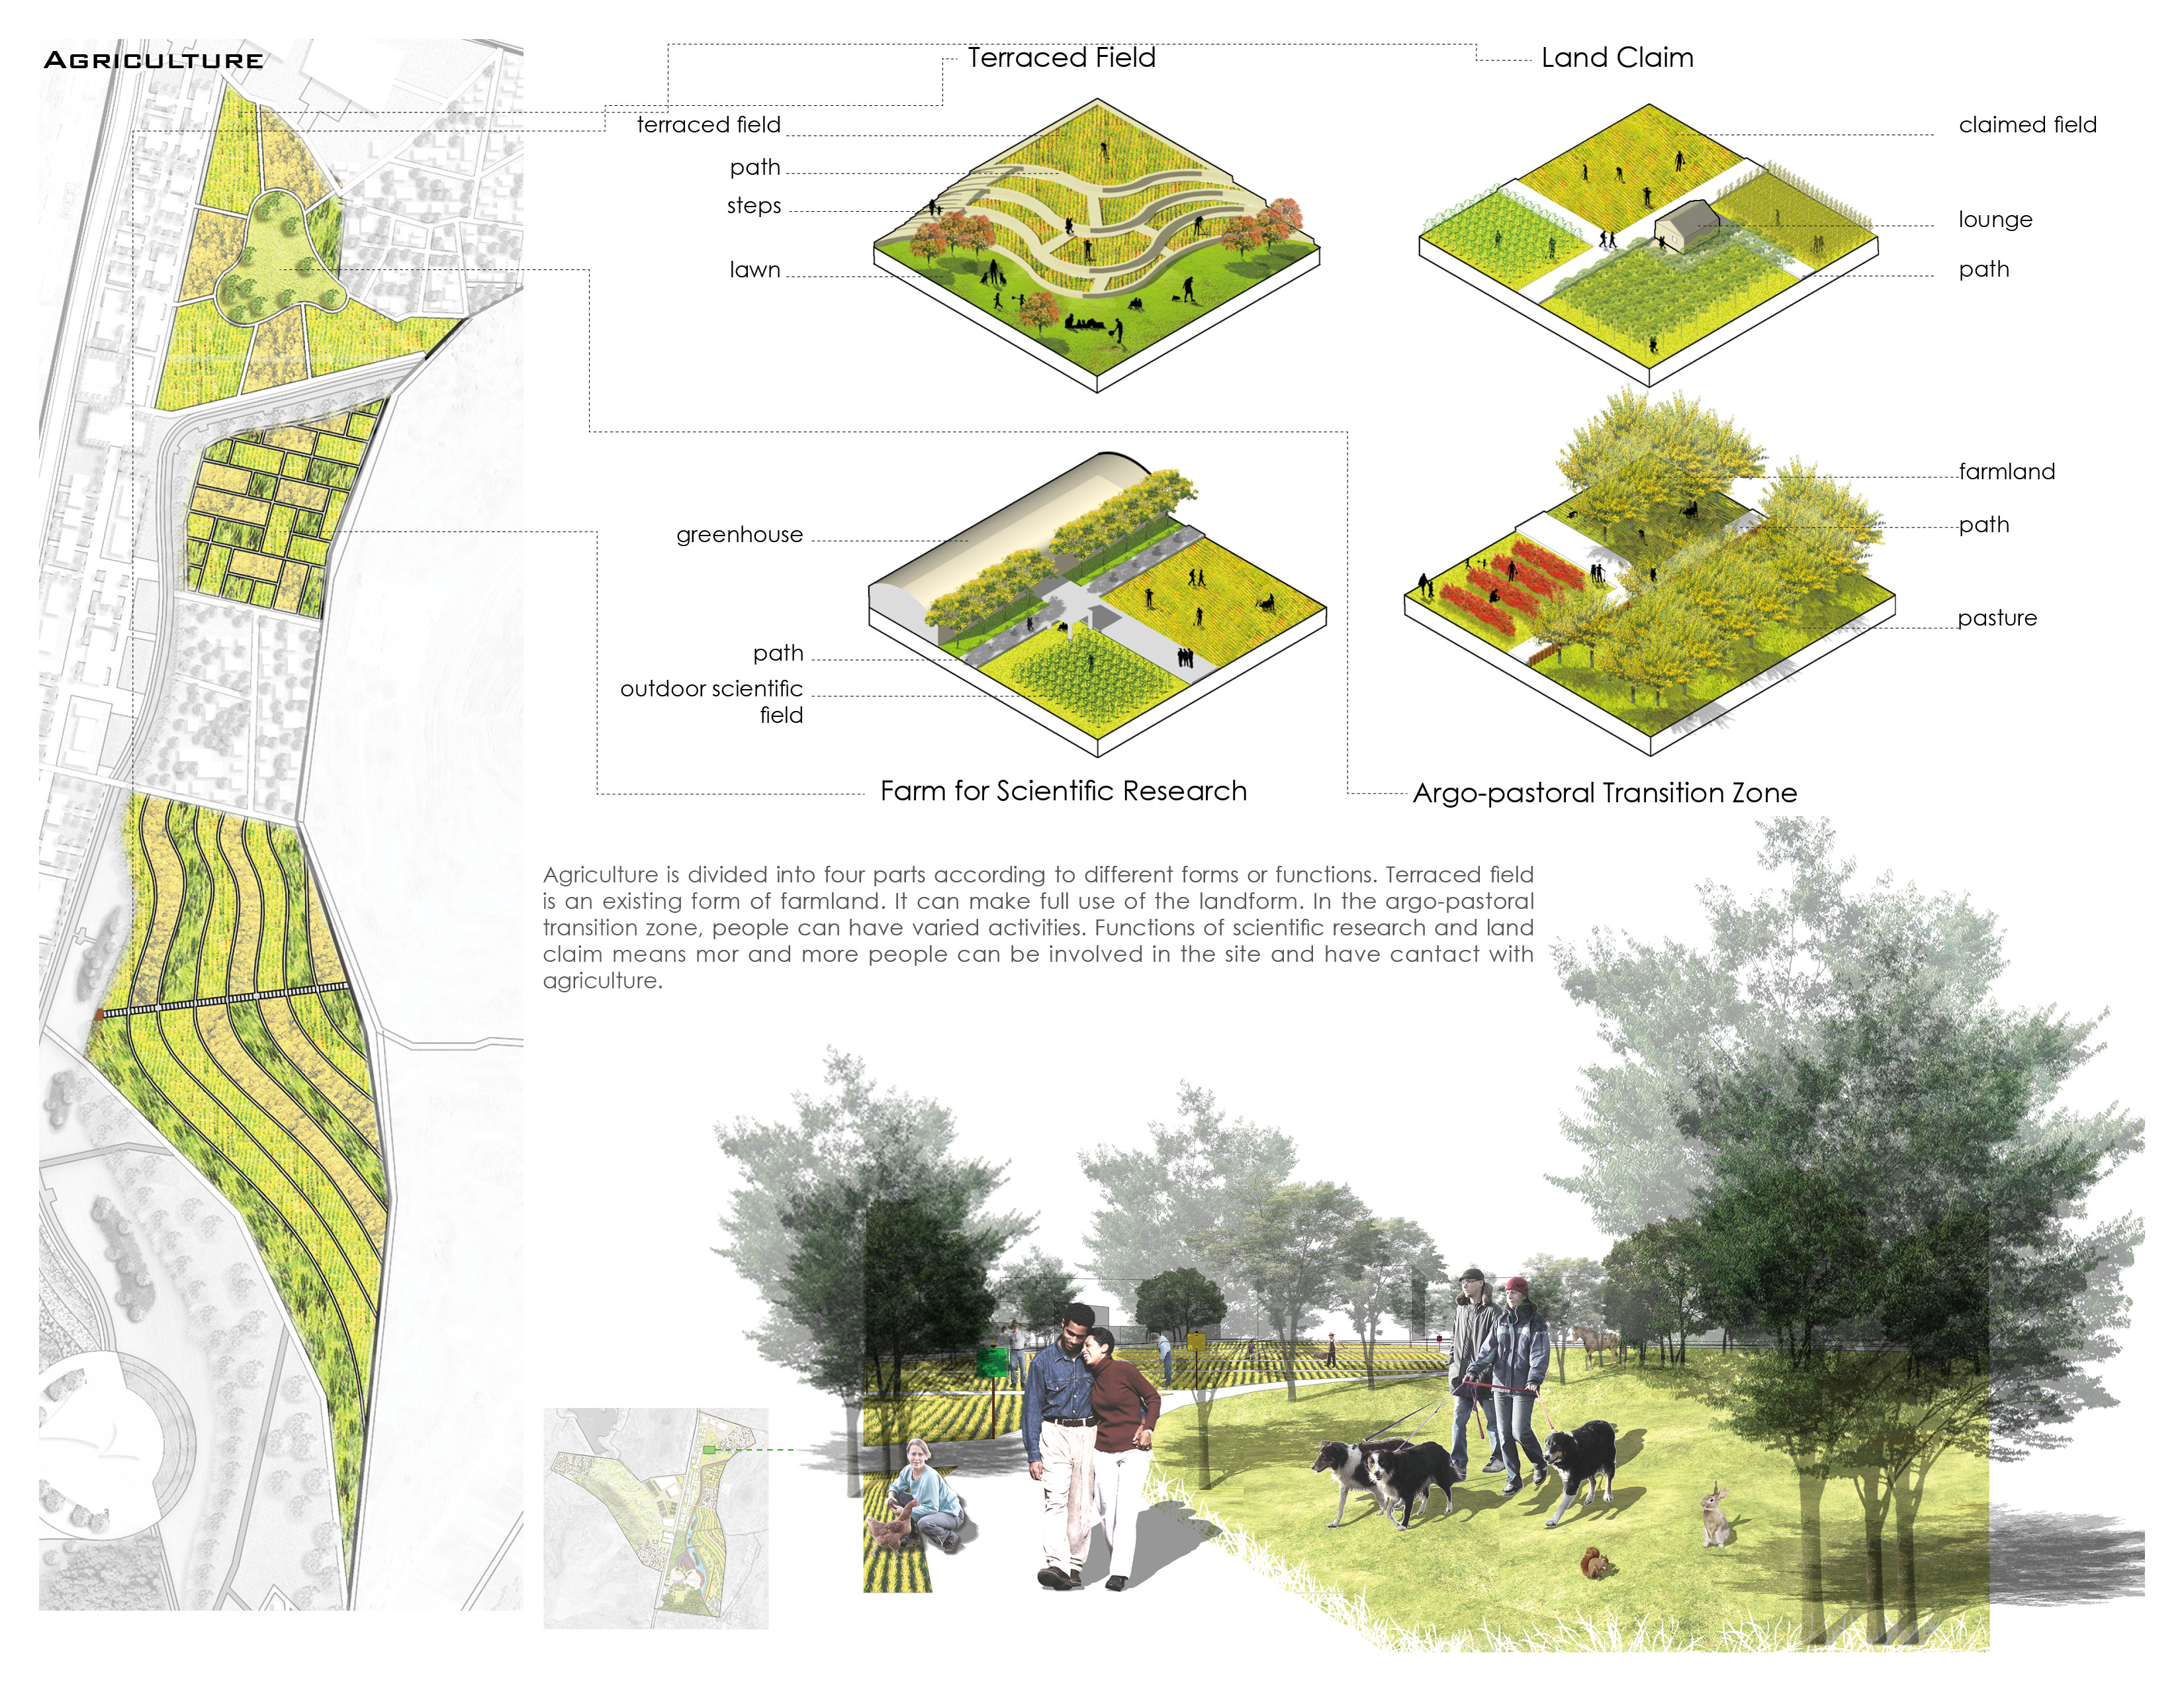 AGRICULTURE
Terraced Field
terraced field
path
steps
lawn
Land Claim
claimed field
lounge
path
greenhouse
path
outdoor scientific
field
Farm for Scientific Research
farmland
path
pasture
Argo-pastoral Transition Zone
Agriculture is divided into four parts according to different forms or functions. Terraced field
is an existing form of farmland. It can make full use of the landform. In the argo-pastoral
transition zone, people can have varied activities. Functions of scientific research and land
claim means mor and more people can be involved in the site and have cantact with
agriculture.